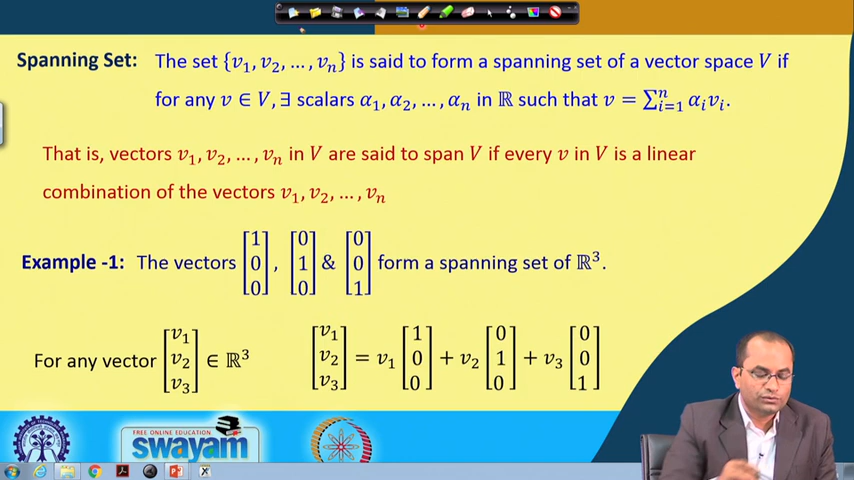 Spanning Set: The set {v₁, v₂, … , vₙ} is said to form a spanning set of a vector space V if
for any v ∈ V, ∃ scalars α₁, α₂, … , αₙ in ℝ such that v = ∑ⁿᵢ₌₁ αᵢvᵢ.
That is, vectors v₁, v₂, … , vₙ in V are said to span V if every v in V is a linear
combination of the vectors v₁, v₂, … , vₙ
Example -1: The vectors [1 0 0], [0 1 0] & [0 0 1] form a spanning set of ℝ³.
For any vector [v₁ v₂ v₃] ∈ ℝ³ [v₁ v₂ v₃] = v₁ [1 0 0] + v₂ [0 1 0] + v₃ [0 0 1]
FREE ONLINE EDUCATION
swayam